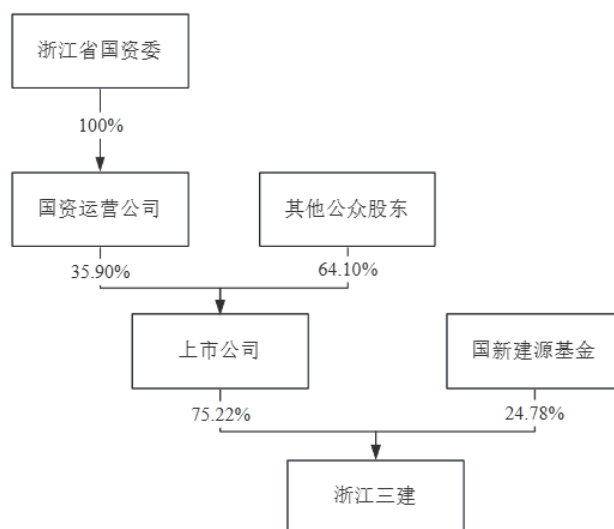 浙江省国资委
100%
国资运营公司
其他公众股东
35.90%
64.10%
上市公司
国新建源基金
75.22%
24.78%
浙江三建